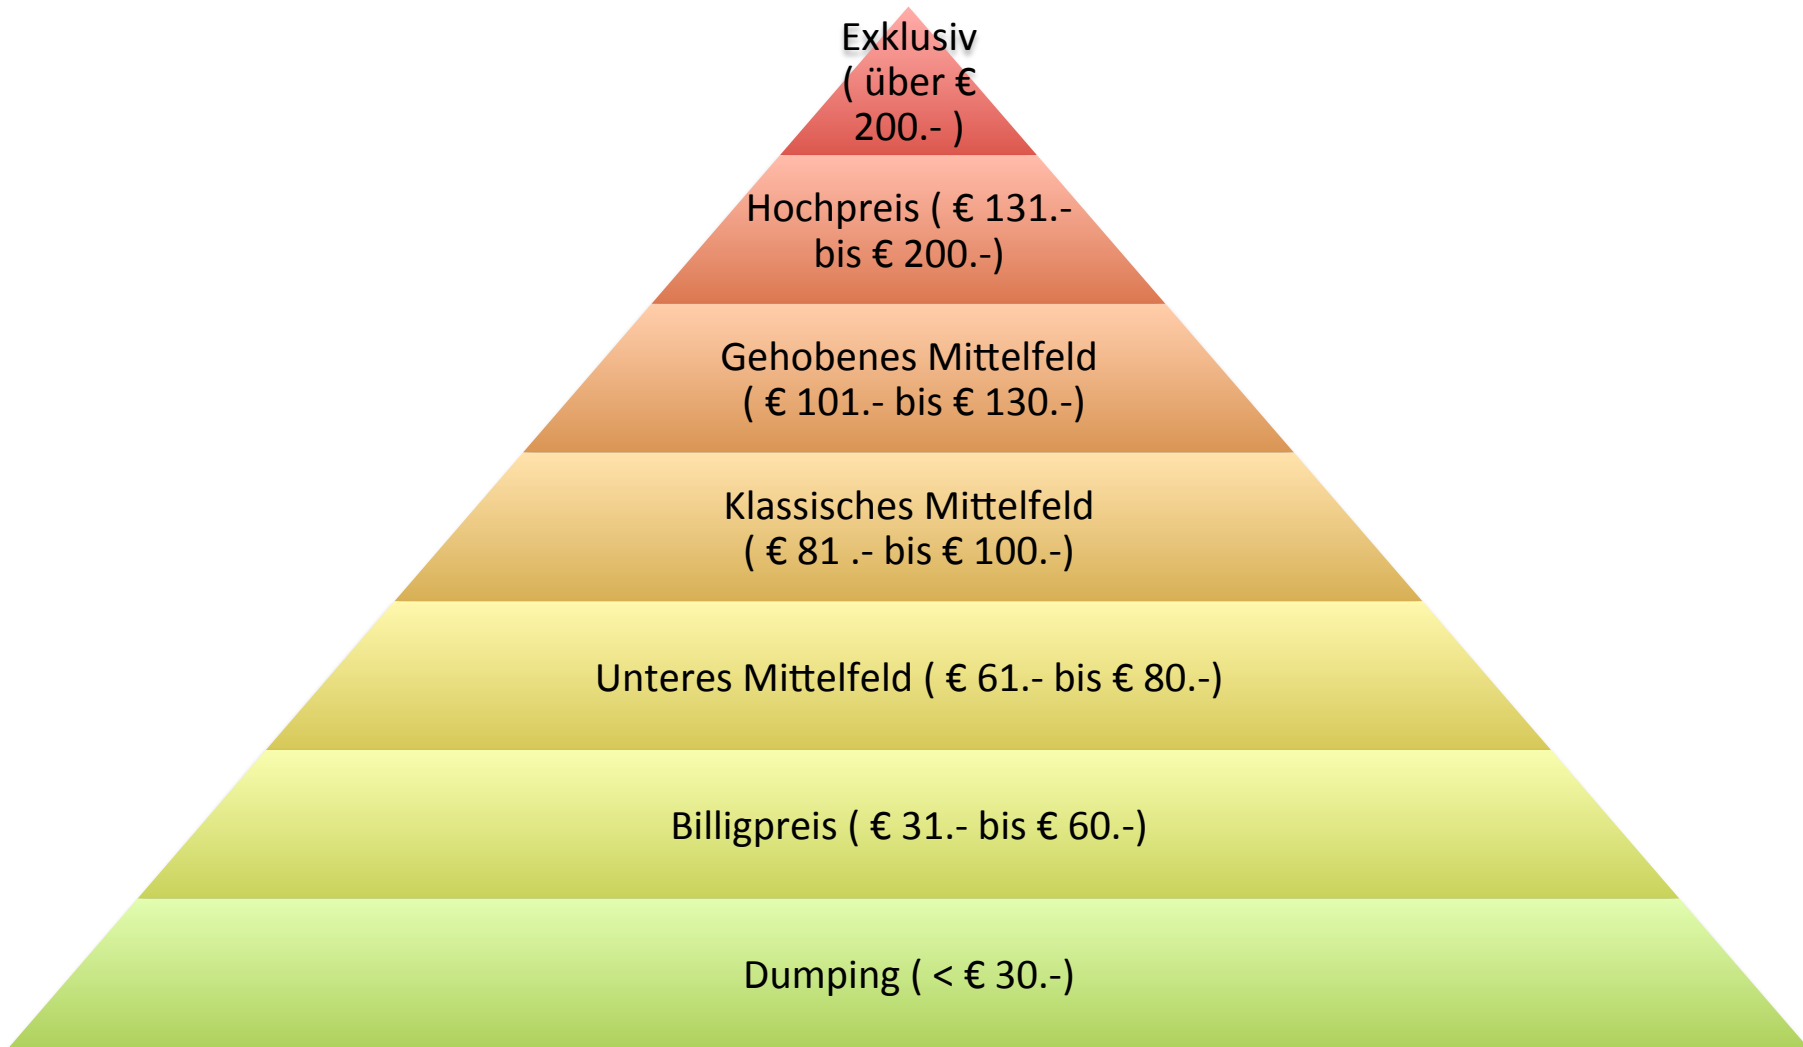 Exklusiv
( über €
200.- )
Hochpreis ( € 131.-
bis € 200.-)
Gehobenes Mittelfeld
( € 101.- bis € 130.-)
Klassisches Mittelfeld
( € 81 .- bis € 100.-)
Unteres Mittelfeld ( € 61.- bis € 80.-)
Billigpreis ( € 31.- bis € 60.-)
Dumping ( < € 30.-)